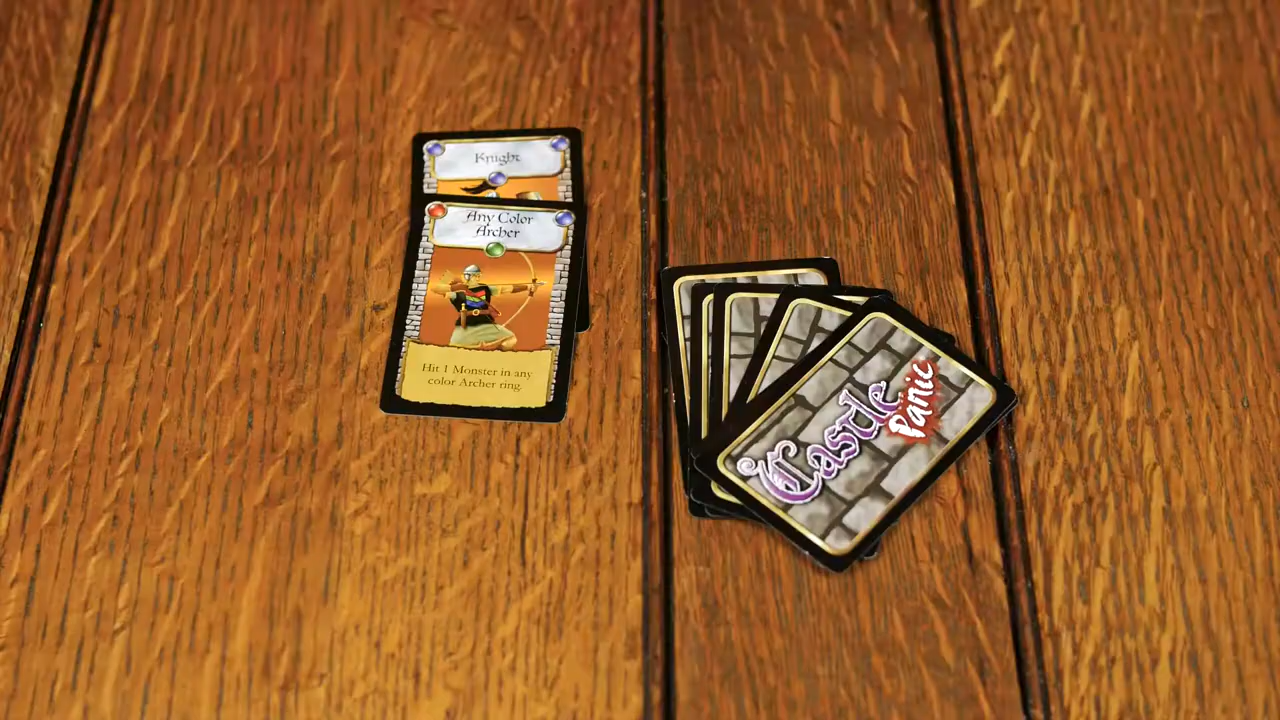 Knight
Any Color
Archer
Hit 1 Monster in any
color Archer ring.
Castle
Panic